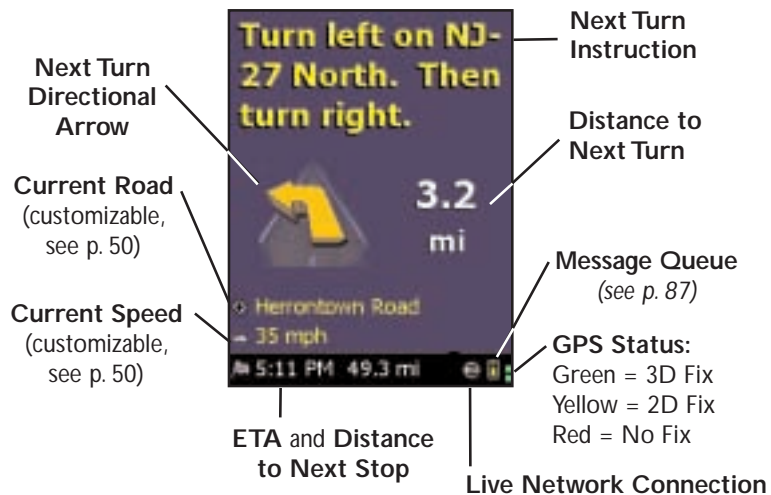 Turn left on NJ-
27 North. Then
turn right.
3.2
mi
Herrontown Road
35 mph
5:11 PM 49.3 mi
Next Turn
Directional
Arrow
Current Road
(customizable,
see p. 50)
Current Speed
(customizable,
see p. 50)
ETA and Distance
to Next Stop
Next Turn
Instruction
Distance to
Next Turn
Message Queue
(see p. 87)
GPS Status:
Green = 3D Fix
Yellow = 2D Fix
Red = No Fix
Live Network Connection